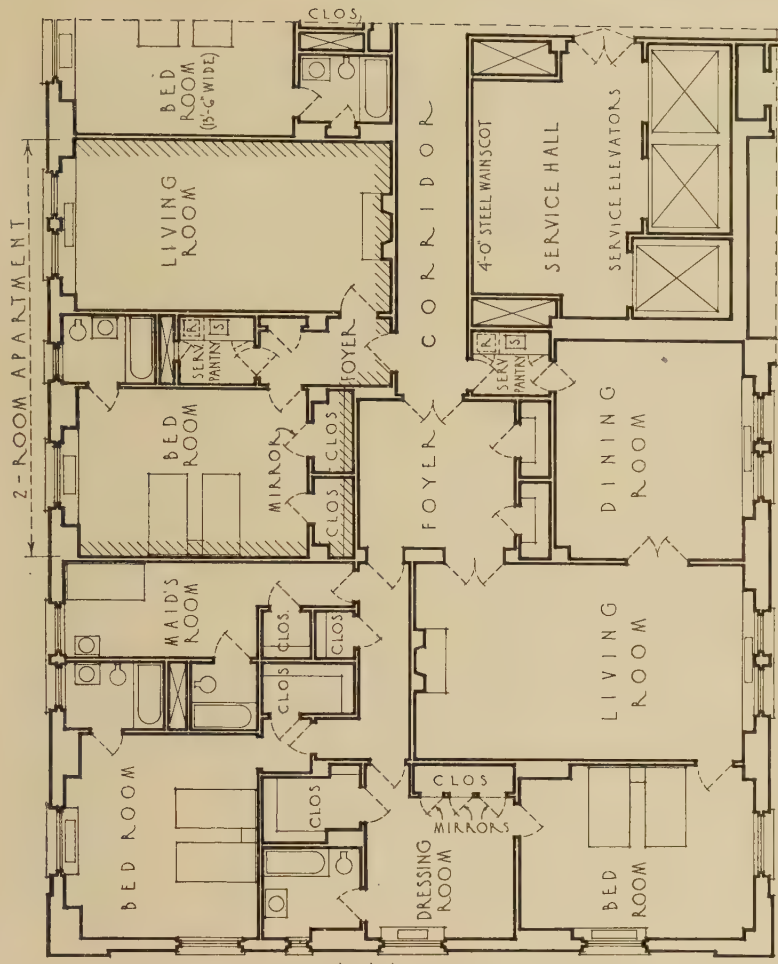 CLOS
BED
ROOM
(13'-6" WIDE)
2-ROOM APARTMENT
LIVING
ROOM
CORRIDOR
4'-0" STEEL WAINSCOT
SERVICE HALL
SERVICE ELEVATORS
R
S
SERV
PANTRY
FOYER
R
S
SERV
PANTRY
BED
ROOM
MIRROR
CLOS
CLOS
FOYER
DINING
ROOM
MAID'S
ROOM
CLOS.
CLOS
CLOS
LIVING
ROOM
BED ROOM
CLOS
CLOS
MIRRORS
DRESSING
ROOM
BED
ROOM